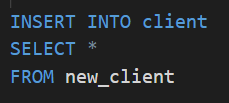 INSERT INTO client
SELECT *
FROM new_client